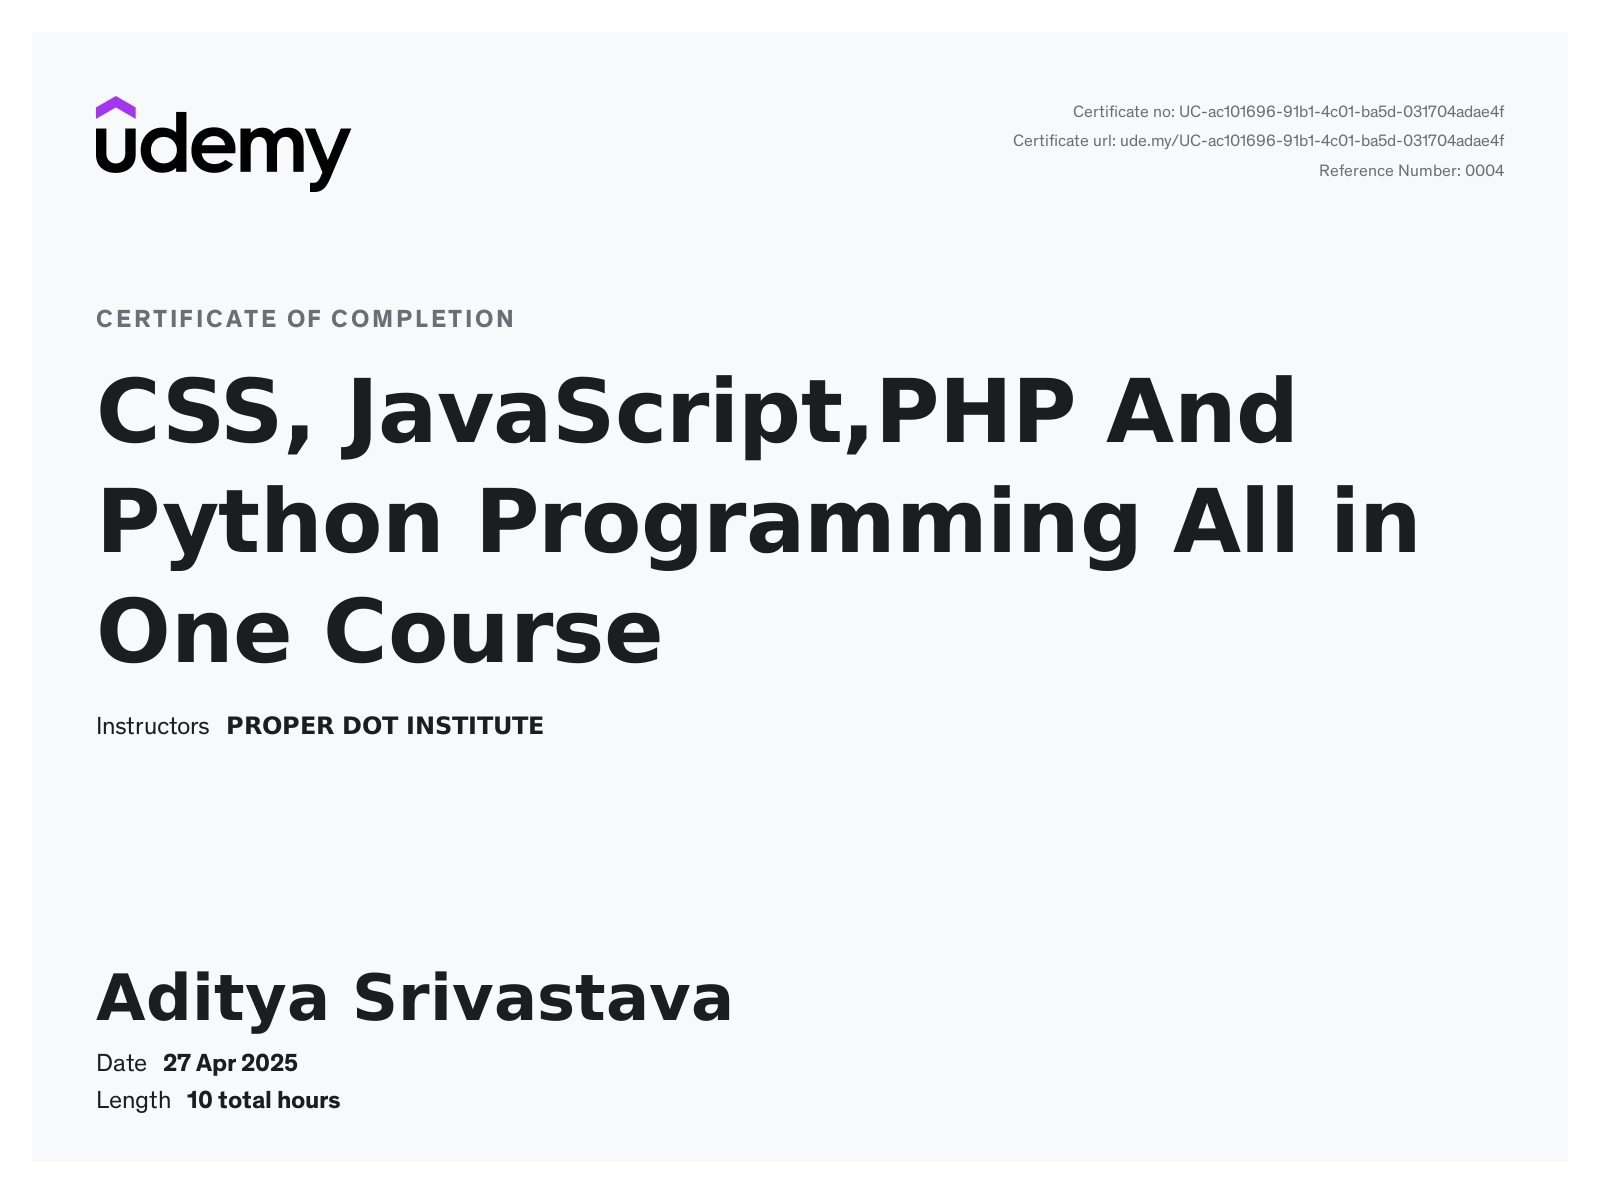 udemy
Certificate no: UC-ac101696-91b1-4c01-ba5d-031704adae4f
Certificate url: ude.my/UC-ac101696-91b1-4c01-ba5d-031704adae4f
Reference Number: 0004
CERTIFICATE OF COMPLETION
CSS, JavaScript,PHP And
Python Programming All in
One Course
Instructors PROPER DOT INSTITUTE
Aditya Srivastava
Date 27 Apr 2025
Length 10 total hours